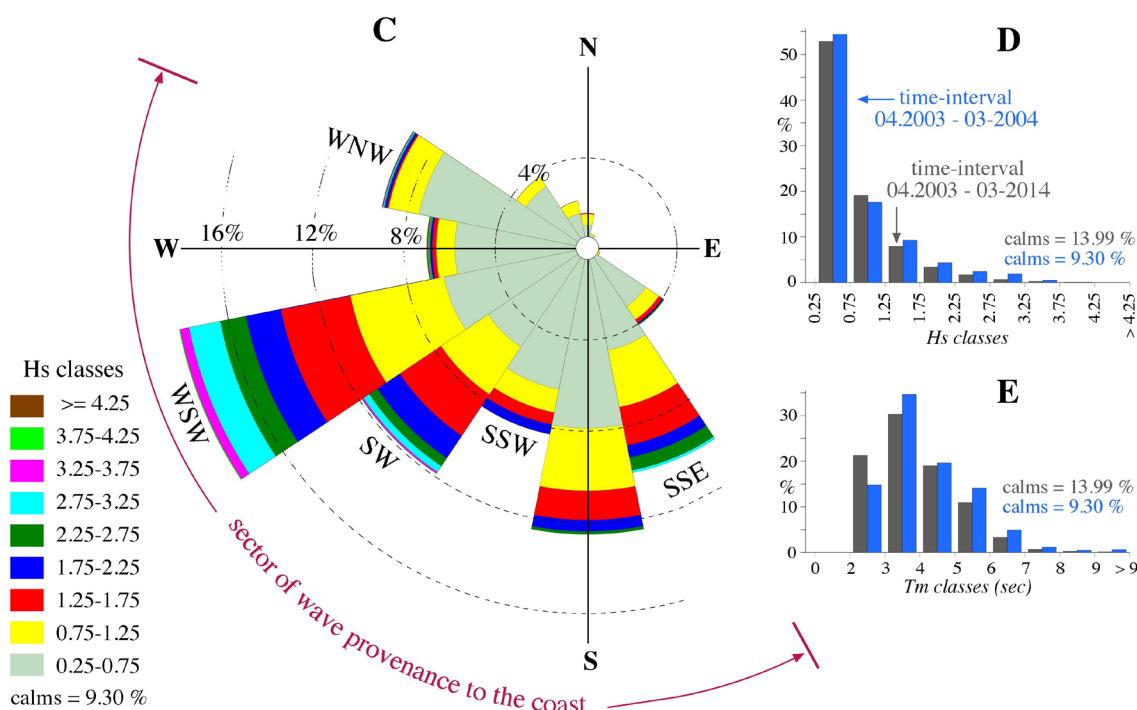 C
N
WNW
4%
16%
12%
8%
W
E
WSW
SW
SSW
SSE
S
sector of wave provenance to the coast
Hs classes
>= 4.25
3.75-4.25
3.25-3.75
2.75-3.25
2.25-2.75
1.75-2.25
1.25-1.75
0.75-1.25
0.25-0.75
calms = 9.30 %
D
50
40
%
30
20
10
0
time-interval
04.2003 - 03-2004
time-interval
04.2003 - 03-2014
calms = 13.99 %
calms = 9.30 %
0.25
0.75
1.25
1.75
2.25
2.75
3.25
3.75
4.25
> 4.25
Hs classes
E
30
20
%
10
0
calms = 13.99 %
calms = 9.30 %
0 2 3 4 5 6 7 8 9 > 9
Tm classes (sec)